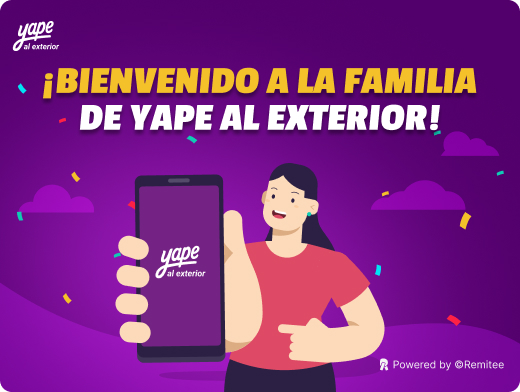 yape
al exterior
¡BIENVENIDO A LA FAMILIA
DE YAPE AL EXTERIOR!
yape
al exterior
Powered by ©Remitee